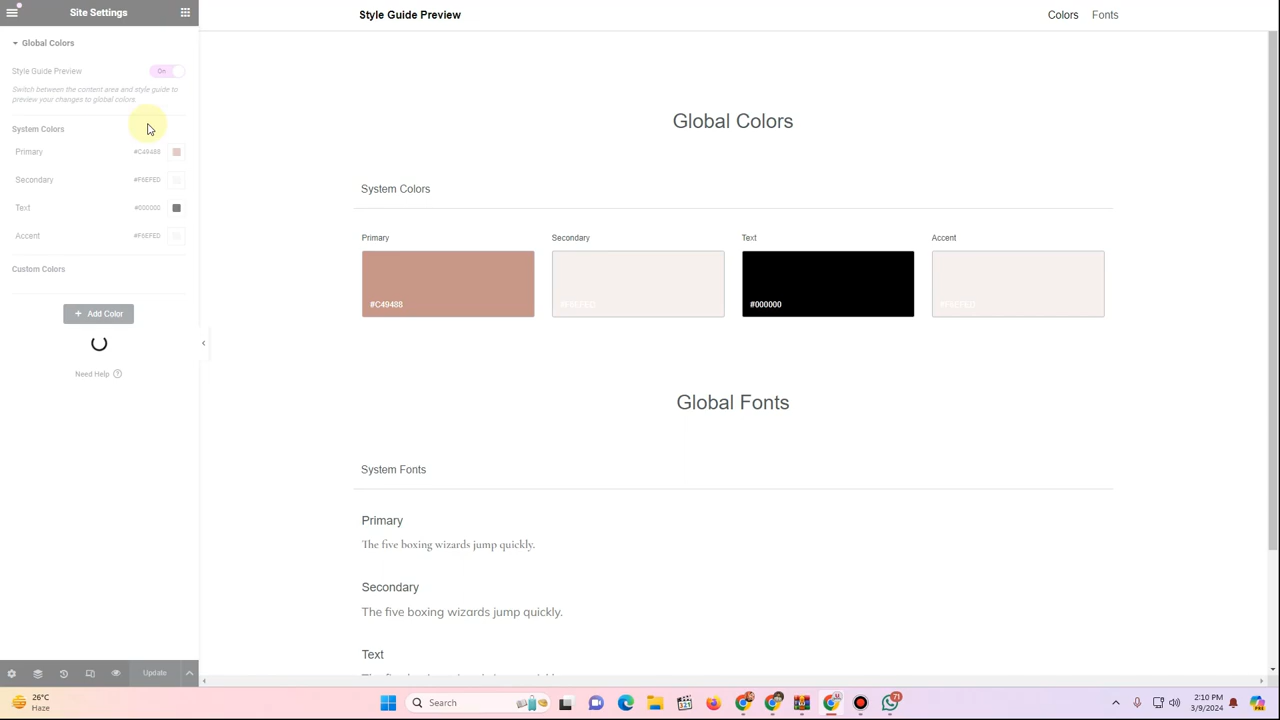 Site Settings
Style Guide Preview
Colors
Fonts
Global Colors
Style Guide Preview
On
Switch between the content area and style guide to
preview your changes to global colors.
System Colors
Primary
#C49488
Secondary
#F6EFED
Text
#000000
Accent
#F6EFED
Custom Colors
+ Add Color
Need Help
Update
Global Colors
System Colors
Primary
Secondary
Text
Accent
#C49488
#F6EFED
#000000
#F6EFED
Global Fonts
System Fonts
Primary
The five boxing wizards jump quickly.
Secondary
The five boxing wizards jump quickly.
Text
26°C
Haze
Search
71
2:10 PM
3/9/2024